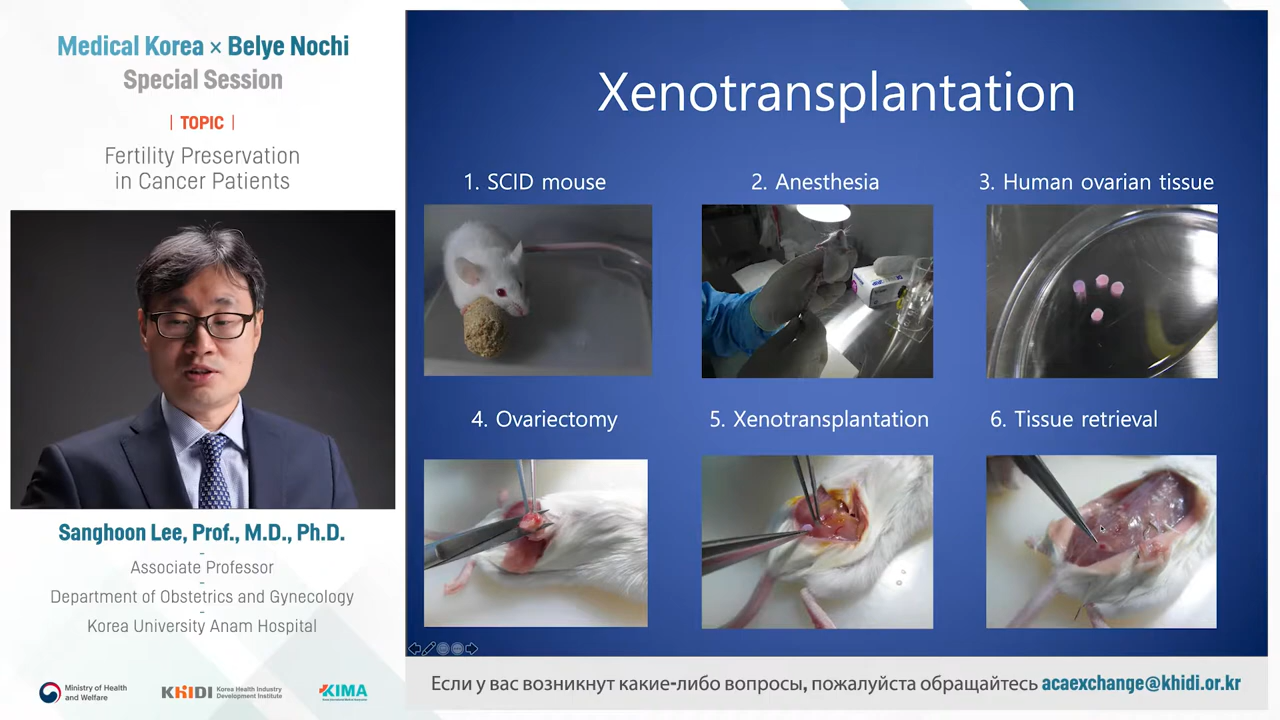 Medical Korea × Belye Nochi
Special Session
| TOPIC |
Fertility Preservation
in Cancer Patients
Sanghoon Lee, Prof., M.D., Ph.D.
Associate Professor
Department of Obstetrics and Gynecology
Korea University Anam Hospital
Ministry of Health
and Welfare
KHIDI
Korea Health Industry
Development Institute
KIMA
Xenotransplantation
1. SCID mouse
2. Anesthesia
3. Human ovarian tissue
4. Ovariectomy
5. Xenotransplantation
6. Tissue retrieval
Если у вас возникнут какие-либо вопросы, пожалуйста обращайтесь acaexchange@khidi.or.kr